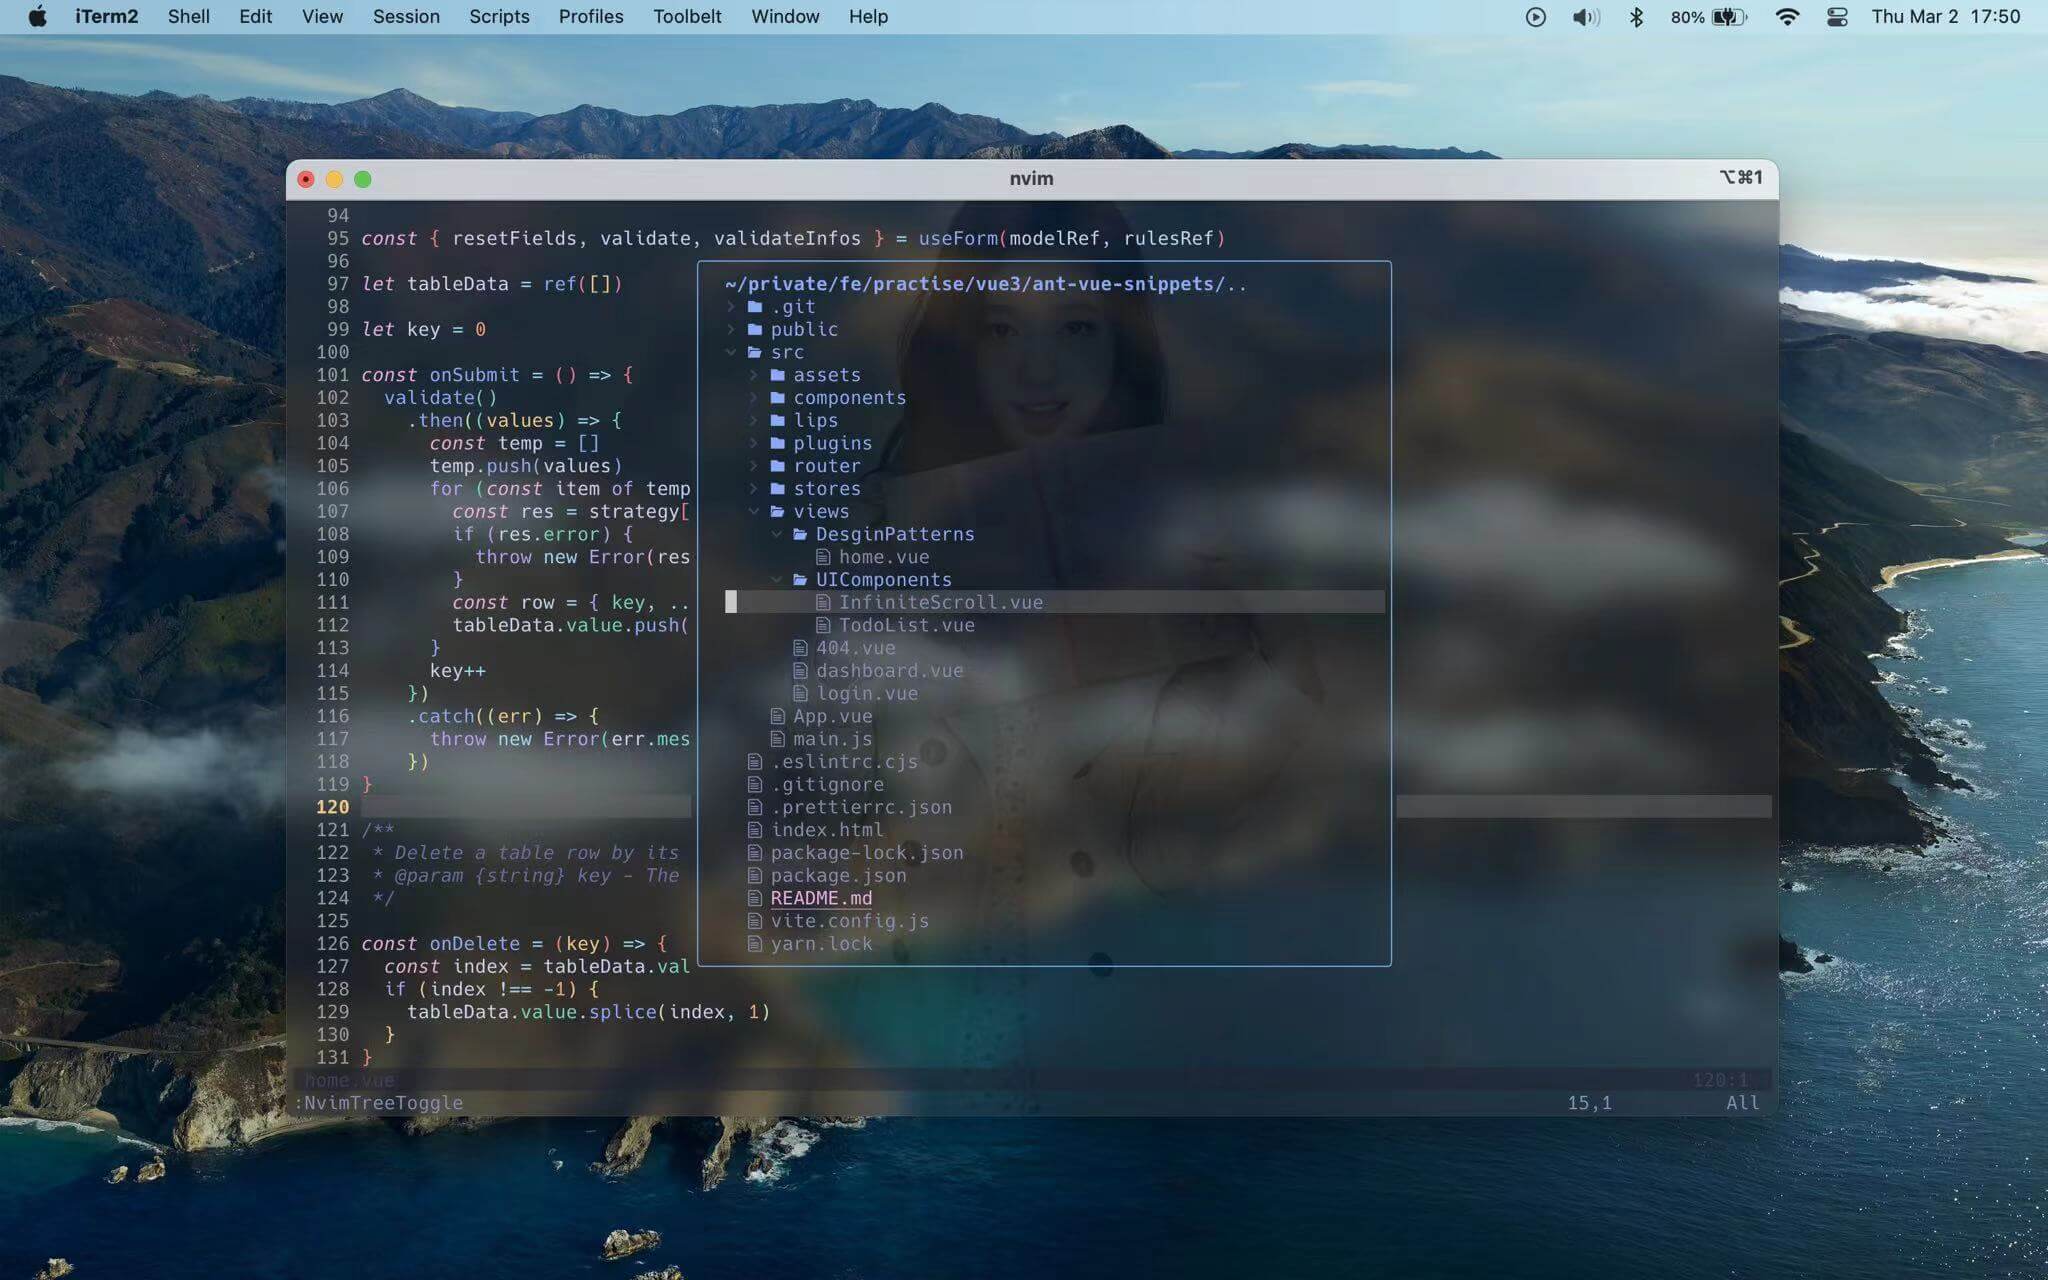 iTerm2 Shell Edit View Session Scripts Profiles Toolbelt Window Help 80% Thu Mar 2 17:50
nvim ⌥⌘1
94
95 const { resetFields, validate, validateInfos } = useForm(modelRef, rulesRef)
96
97 let tableData = ref([])
98
99 let key = 0
100
101 const onSubmit = () => {
102 validate()
103 .then((values) => {
104 const temp = []
105 temp.push(values)
106 for (const item of temp
107 const res = strategy[
108 if (res.error) {
109 throw new Error(res
110 }
111 const row = { key, ..
112 tableData.value.push(
113 }
114 key++
115 })
116 .catch((err) => {
117 throw new Error(err.mes
118 })
119 }
120
121 /**
122 * Delete a table row by its
123 * @param {string} key - The
124 */
125
126 const onDelete = (key) => {
127 const index = tableData.val
128 if (index !== -1) {
129 tableData.value.splice(index, 1)
130 }
131 }
~/private/fe/practise/vue3/ant-vue-snippets/..
.git
public
src
assets
components
lips
plugins
router
stores
views
DesginPatterns
home.vue
UIComponents
InfiniteScroll.vue
TodoList.vue
404.vue
dashboard.vue
login.vue
App.vue
main.js
.eslintrc.cjs
.gitignore
.prettierrc.json
index.html
package-lock.json
package.json
README.md
vite.config.js
yarn.lock
home.vue 120:1
:NvimTreeToggle 15,1 All